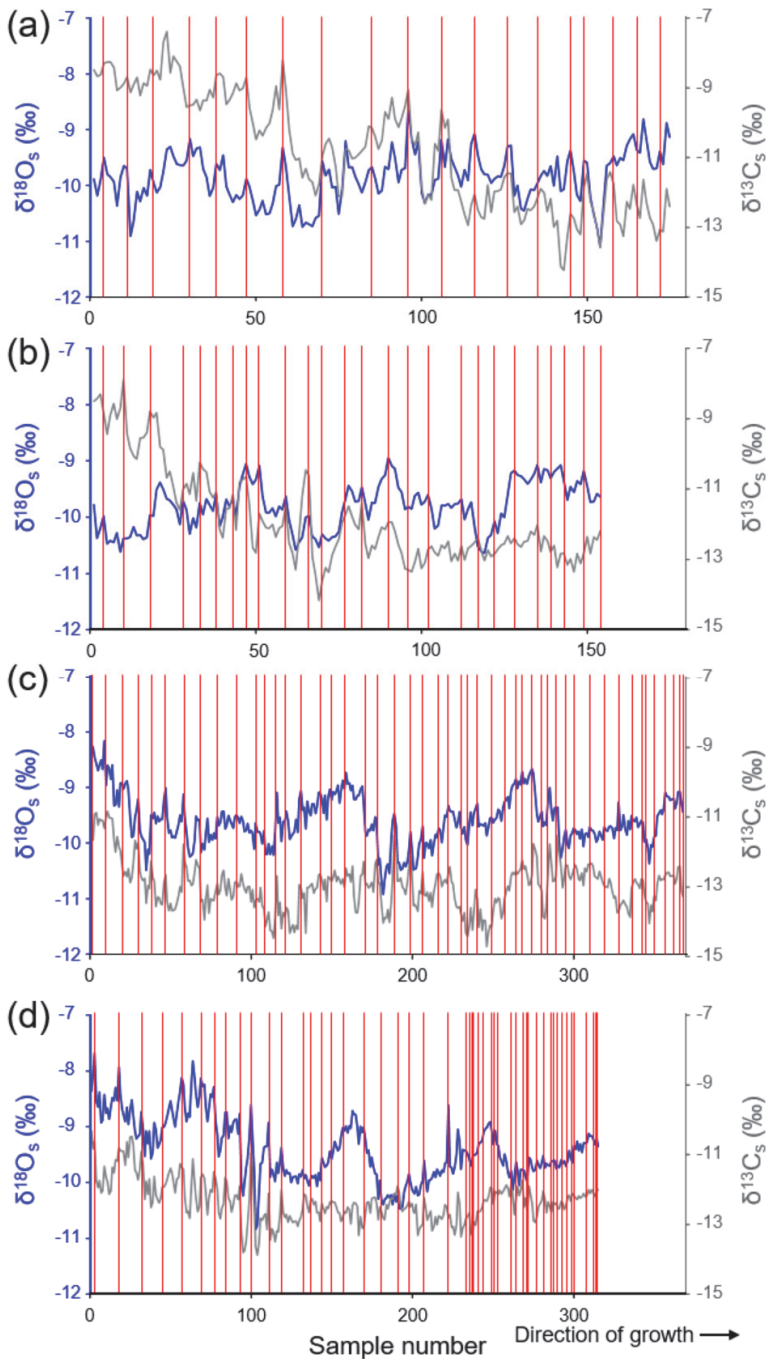 (a)
-7
-8
-9
-10
-11
-12
δ18Os (‰)
-7
-9
-11
-13
-15
δ13Cs (‰)
0 50 100 150
(b)
-7
-8
-9
-10
-11
-12
δ18Os (‰)
-7
-9
-11
-13
-15
δ13Cs (‰)
0 50 100 150
(c)
-7
-8
-9
-10
-11
-12
δ18Os (‰)
-7
-9
-11
-13
-15
δ13Cs (‰)
0 100 200 300
(d)
-7
-8
-9
-10
-11
-12
δ18Os (‰)
-7
-9
-11
-13
-15
δ13Cs (‰)
0 100 200 300
Sample number
Direction of growth →